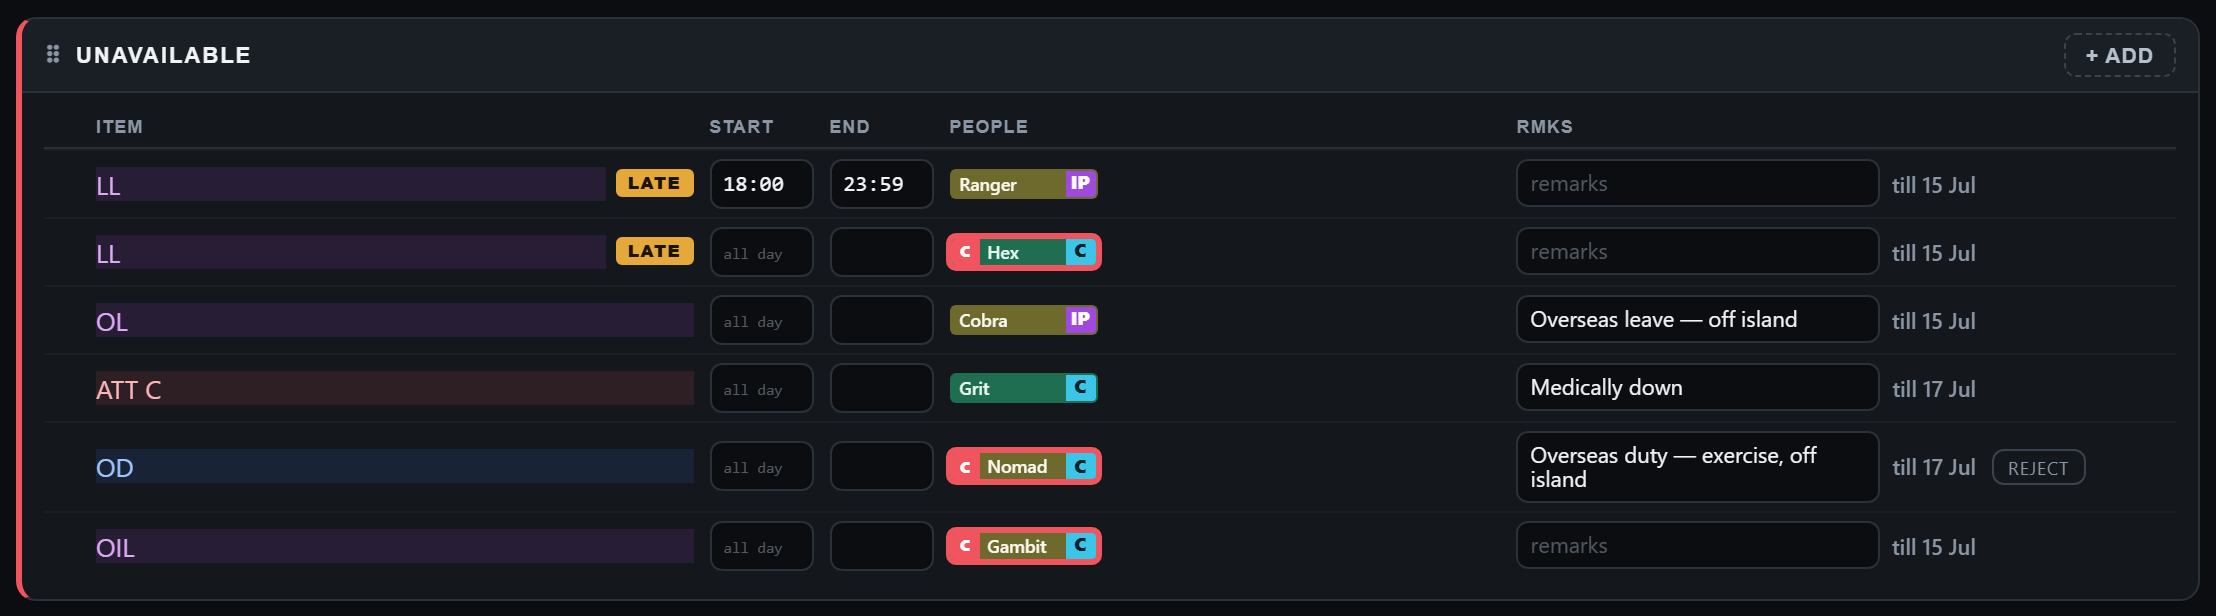 UNAVAILABLE
+ ADD
ITEM START END PEOPLE RMKS
LL LATE 18:00 23:59 Ranger IP remarks till 15 Jul
LL LATE all day C Hex C remarks till 15 Jul
OL all day Cobra IP Overseas leave — off island till 15 Jul
ATT C all day Grit C Medically down till 17 Jul
OD all day C Nomad C Overseas duty — exercise, off
island till 17 Jul REJECT
OIL all day C Gambit C remarks till 15 Jul